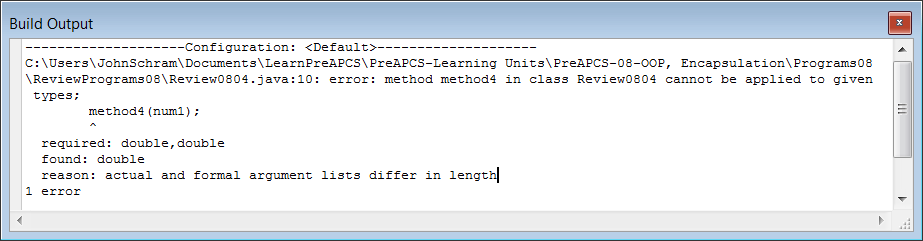 Build Output
--------------------Configuration: <Default>--------------------
C:\Users\JohnSchram\Documents\LearnPreAPCS\PreAPCS-Learning Units\PreAPCS-08-OOP, Encapsulation\Programs08
\ReviewPrograms08\Review0804.java:10: error: method method4 in class Review0804 cannot be applied to given
types;
method4(num1);
^
required: double,double
found: double
reason: actual and formal argument lists differ in length
1 error